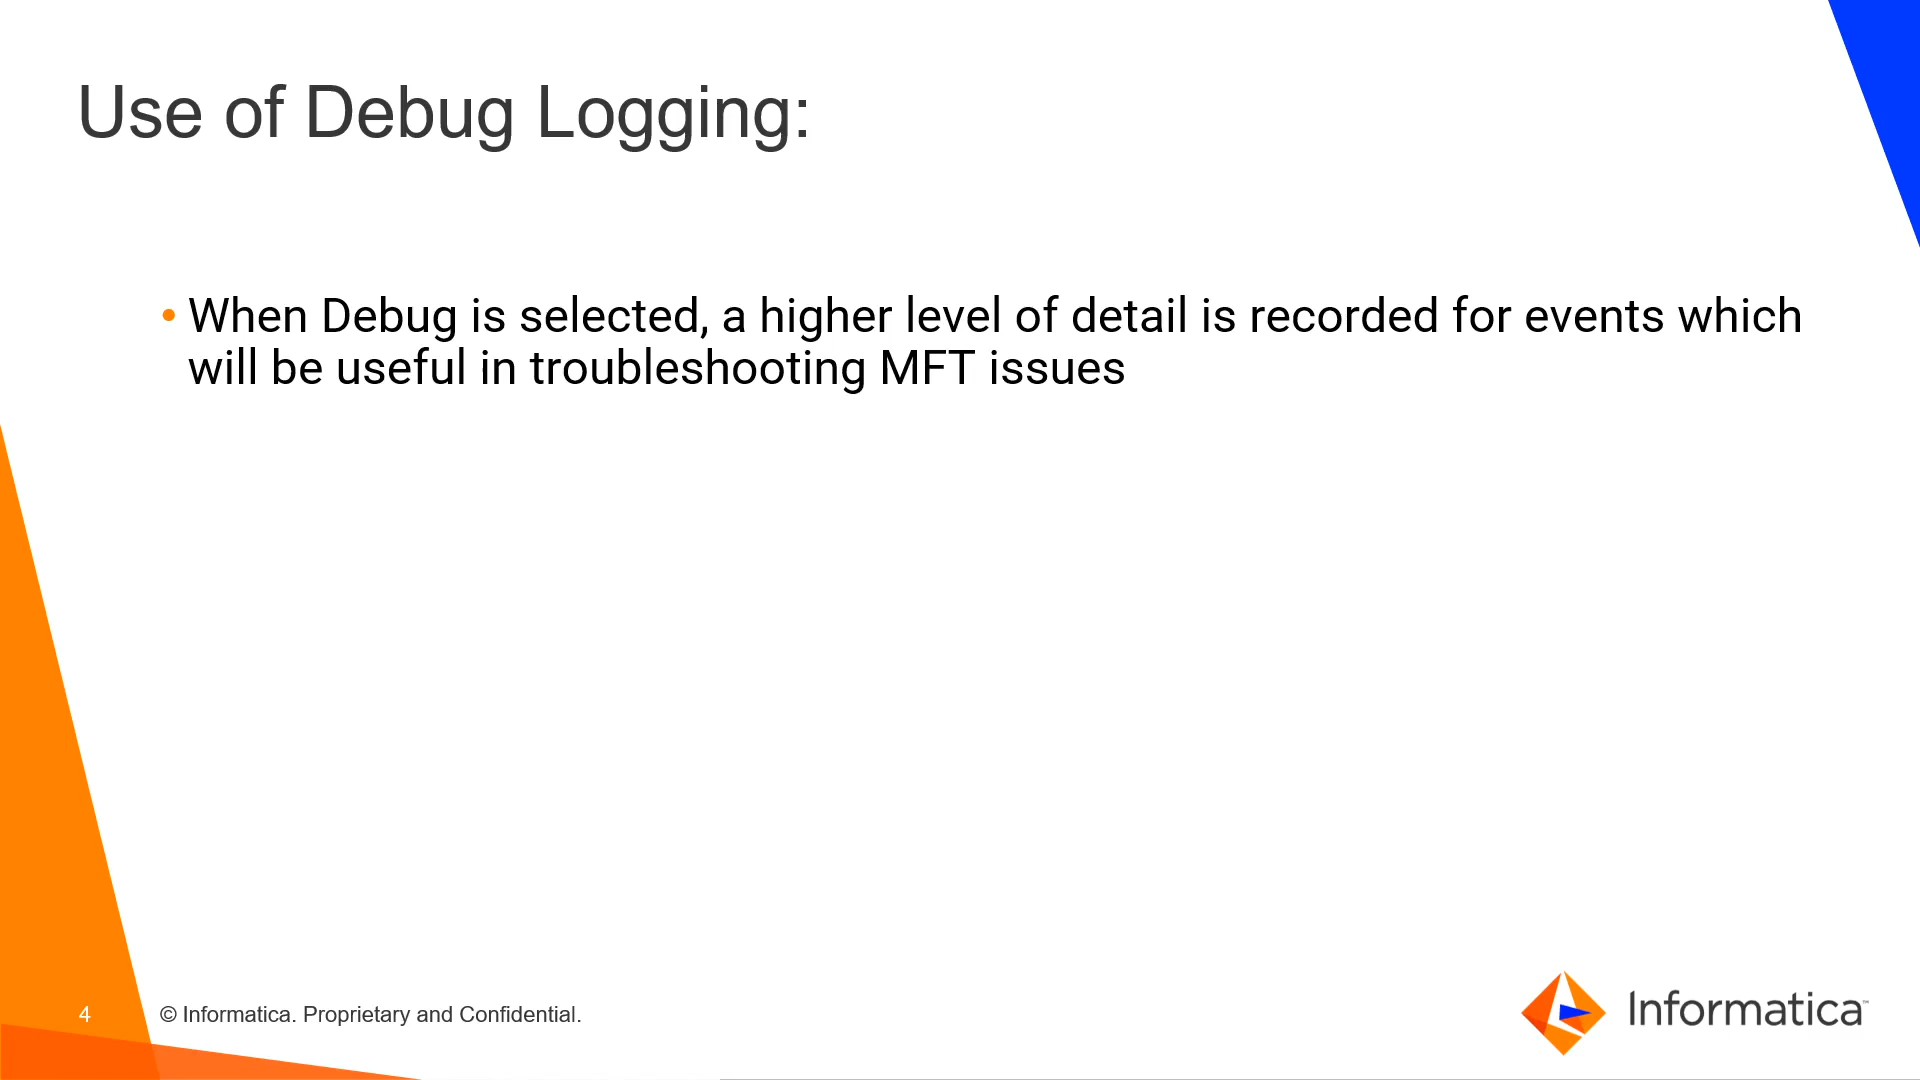 Use of Debug Logging:
• When Debug is selected, a higher level of detail is recorded for events which
will be useful in troubleshooting MFT issues
4
© Informatica. Proprietary and Confidential.
Informatica™